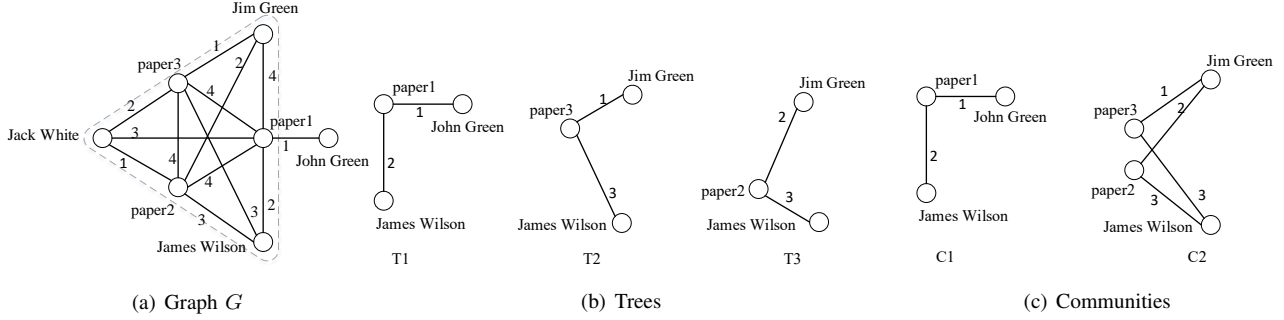 Jim Green
1
paper3
2
4
4
2
paper1
Jack White
3
1
John Green
1
4
4
paper2
3
3
2
James Wilson
paper1
1
John Green
2
James Wilson
T1
Jim Green
1
paper3
3
James Wilson
T2
Jim Green
2
paper2
3
James Wilson
T3
paper1
1
John Green
2
James Wilson
C1
Jim Green
1
2
paper3
paper2
3
3
James Wilson
C2
(a) Graph G
(b) Trees
(c) Communities